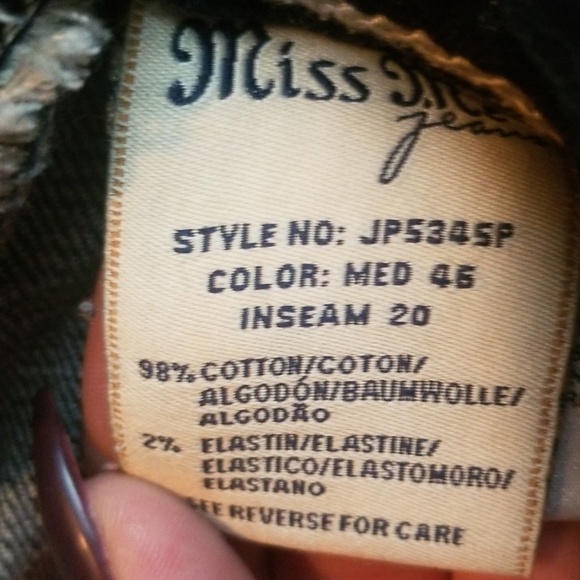 Miss Me
jeans
STYLE NO: JP5345P
COLOR: MED 46
INSEAM 20
98% COTTON/COTON/
ALGODÓN/BAUMWOLLE/
ALGODÃO
2% ELASTIN/ELASTINE/
ELASTICO/ELASTOMORO/
ELASTANO
SEE REVERSE FOR CARE